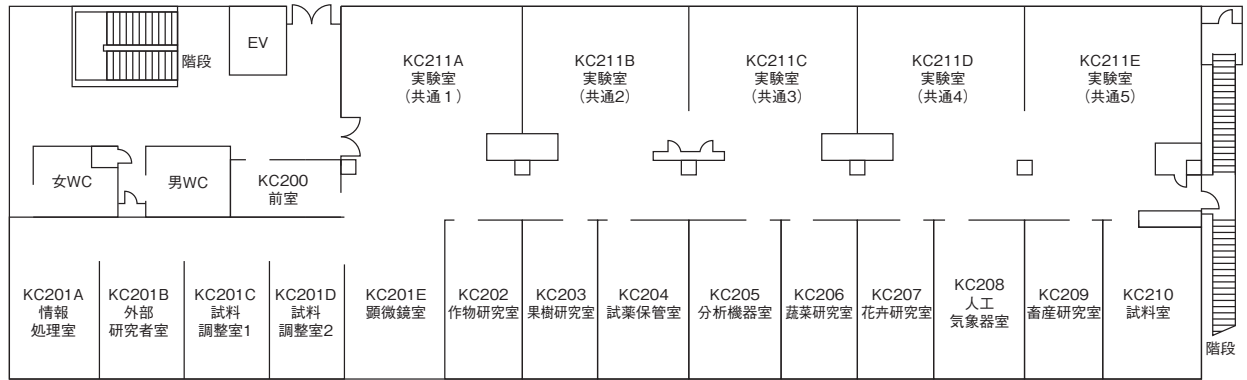 階段
EV
KC211A
実験室
(共通1)
KC211B
実験室
(共通2)
KC211C
実験室
(共通3)
KC211D
実験室
(共通4)
KC211E
実験室
(共通5)
女WC
男WC
KC200
前室
KC201A
情報
処理室
KC201B
外部
研究者室
KC201C
試料
調整室1
KC201D
試料
調整室2
KC201E
顕微鏡室
KC202
作物研究室
KC203
果樹研究室
KC204
試薬保管室
KC205
分析機器室
KC206
蔬菜研究室
KC207
花卉研究室
KC208
人工
気象器室
KC209
畜産研究室
KC210
試料室
階段